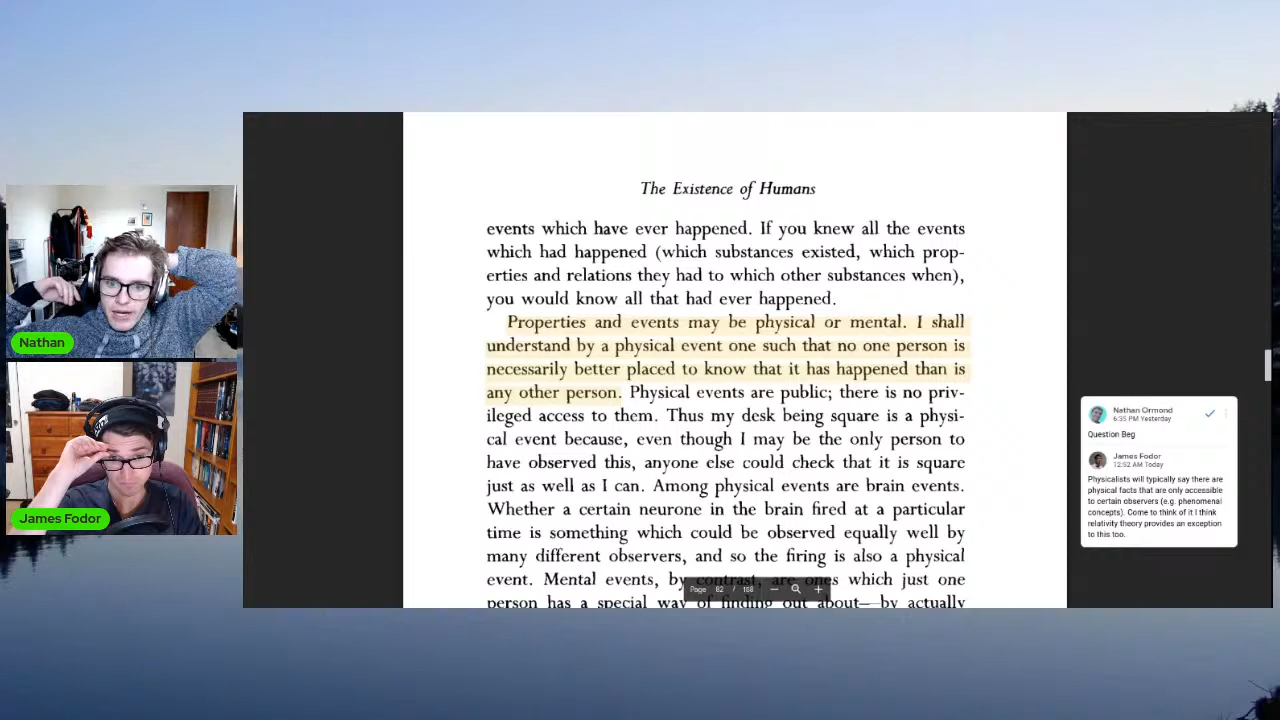 The Existence of Humans
events which have ever happened. If you knew all the events
which had happened (which substances existed, which prop-
erties and relations they had to which other substances when),
you would know all that had ever happened.
Properties and events may be physical or mental. I shall
understand by a physical event one such that no one person is
necessarily better placed to know that it has happened than is
any other person. Physical events are public; there is no priv-
ileged access to them. Thus my desk being square is a physi-
cal event because, even though I may be the only person to
have observed this, anyone else could check that it is square
just as well as I can. Among physical events are brain events.
Whether a certain neurone in the brain fired at a particular
time is something which could be observed equally well by
many different observers, and so the firing is also a physical
event. Mental events, by contrast, are ones which just one
person has a special way of finding out about—by actually
Page 82 / 168
Nathan
James Fodor
Nathan Ormond
6:35 PM Yesterday
Question Beg
James Fodor
12:52 AM Today
Physicalists will typically say there are
physical facts that are only accessible
to certain observers (e.g. phenomenal
concepts). Come to think of it I think
relativity theory provides an exception
to this too.